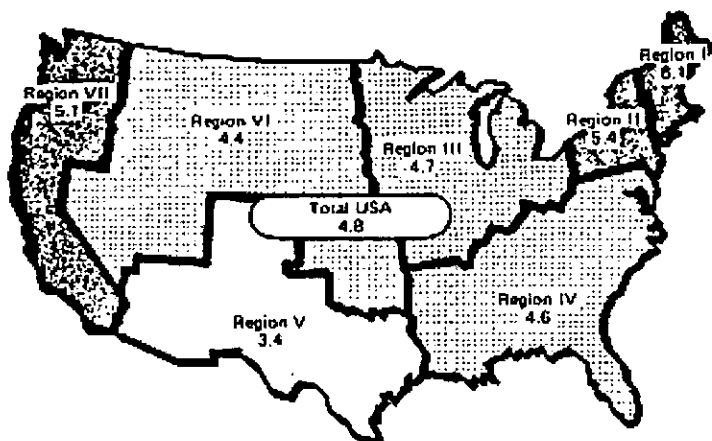 Region I
6.1
Region VII
5.1
Region VI
4.4
Region II
5.4
Region III
4.7
Total USA
4.8
Region IV
4.6
Region V
3.4